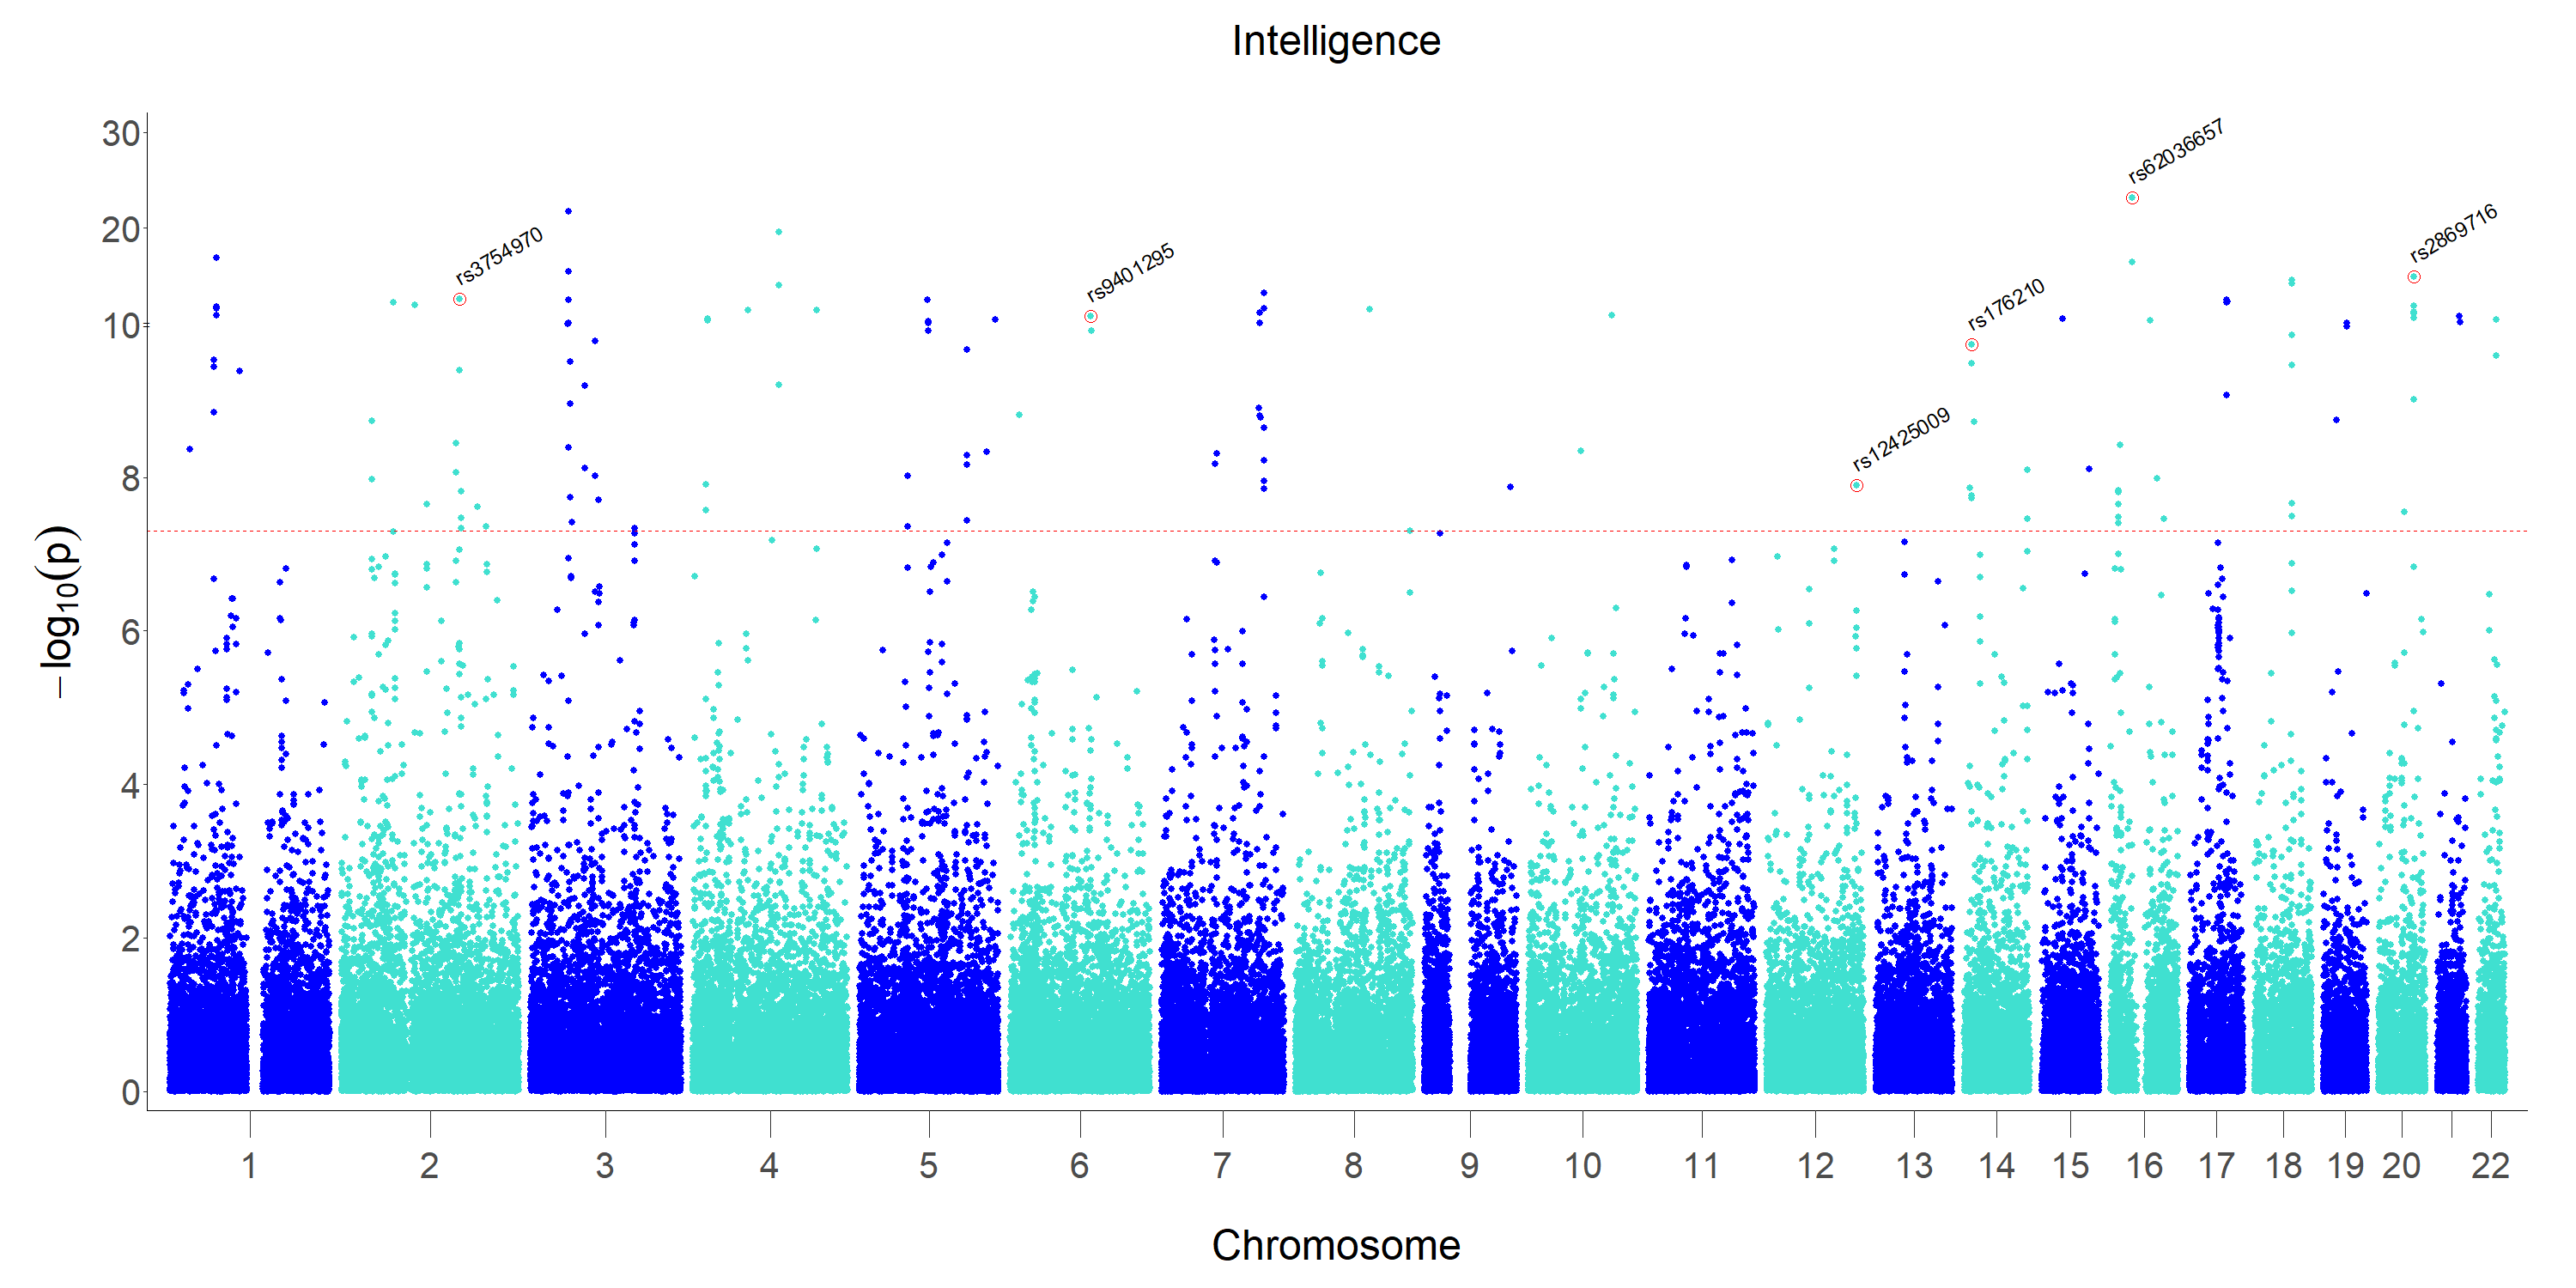 Intelligence
30
20
10
8
6
4
2
0
−log₁₀(p)
rs3754970
rs9401295
rs12425009
rs176210
rs62036657
rs2869716
1 2 3 4 5 6 7 8 9 10 11 12 13 14 15 16 17 18 19 20 22
Chromosome